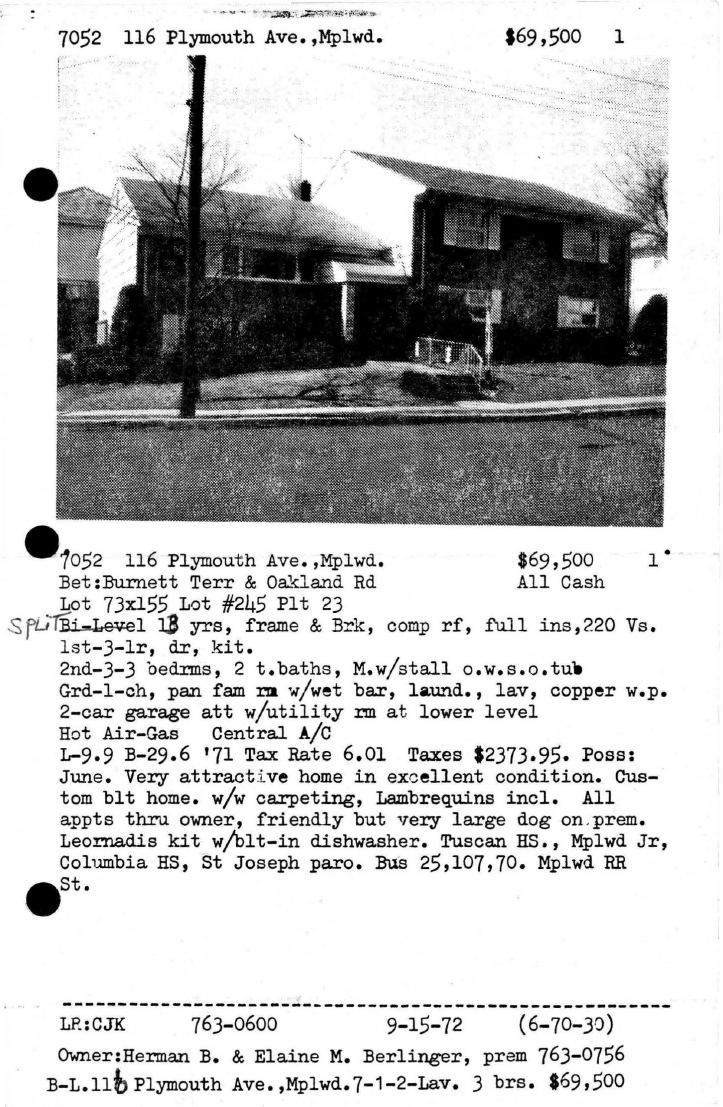 7052 116 Plymouth Ave.,Mplwd. $69,500 1
7052 116 Plymouth Ave.,Mplwd. $69,500 1
Bet:Burnett Terr & Oakland Rd All Cash
Lot 73x155 Lot #245 Plt 23
SPLIT Bi-Level 13 yrs, frame & Brk, comp rf, full ins,220 Vs.
1st-3-lr, dr, kit.
2nd-3-3 bedrms, 2 t.baths, M.w/stall o.w.s.o.tub
Grd-1-ch, pan fam rm w/wet bar, laund., lav, copper w.p.
2-car garage att w/utility rm at lower level
Hot Air-Gas Central A/C
L-9.9 B-29.6 '71 Tax Rate 6.01 Taxes $2373.95. Poss:
June. Very attractive home in excellent condition. Cus-
tom blt home. w/w carpeting, Lambrequins incl. All
appts thru owner, friendly but very large dog on prem.
Leornadis kit w/blt-in dishwasher. Tuscan HS., Mplwd Jr,
Columbia HS, St Joseph paro. Bus 25,107,70. Mplwd RR
St.
LR:CJK 763-0600 9-15-72 (6-70-30)
Owner:Herman B. & Elaine M. Berlinger, prem 763-0756
B-L.116 Plymouth Ave.,Mplwd.7-1-2-Lav. 3 brs. $69,500